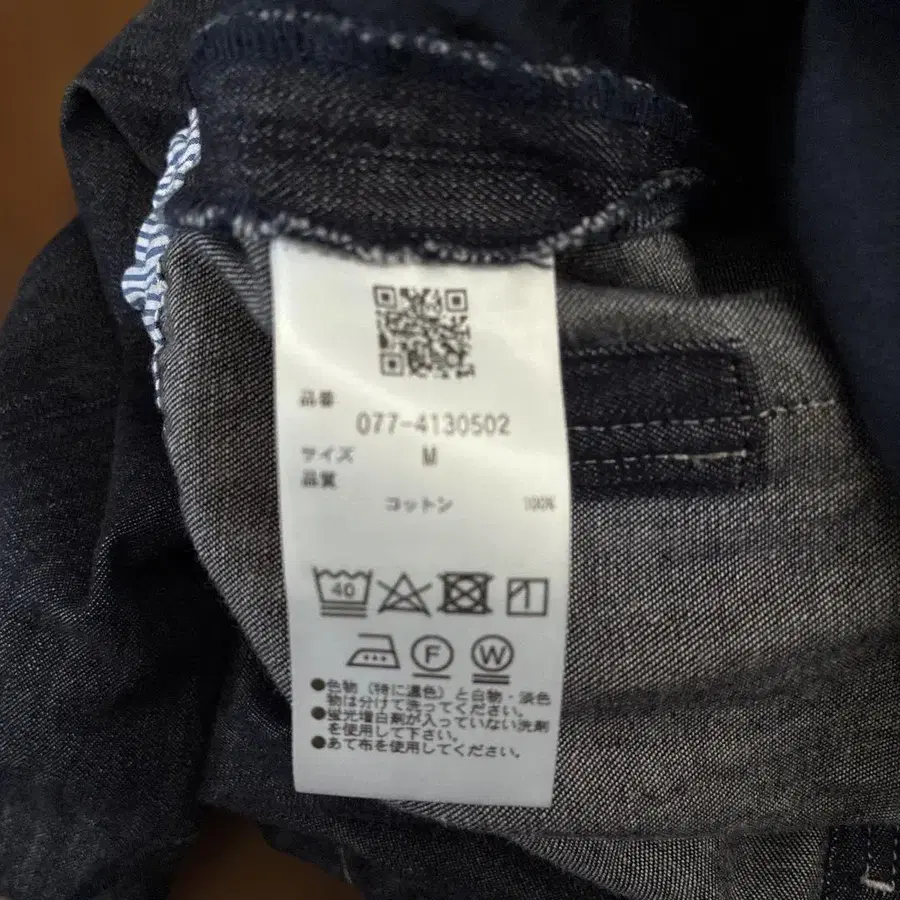 品番
077-4130502
サイズ M
品質
コットン 100%
40
F W
●色物（特に濃色）と白物・淡色
物は分けて洗ってください。
●蛍光増白剤が入っていない洗剤
を使用して下さい。
●あて布を使用してください。